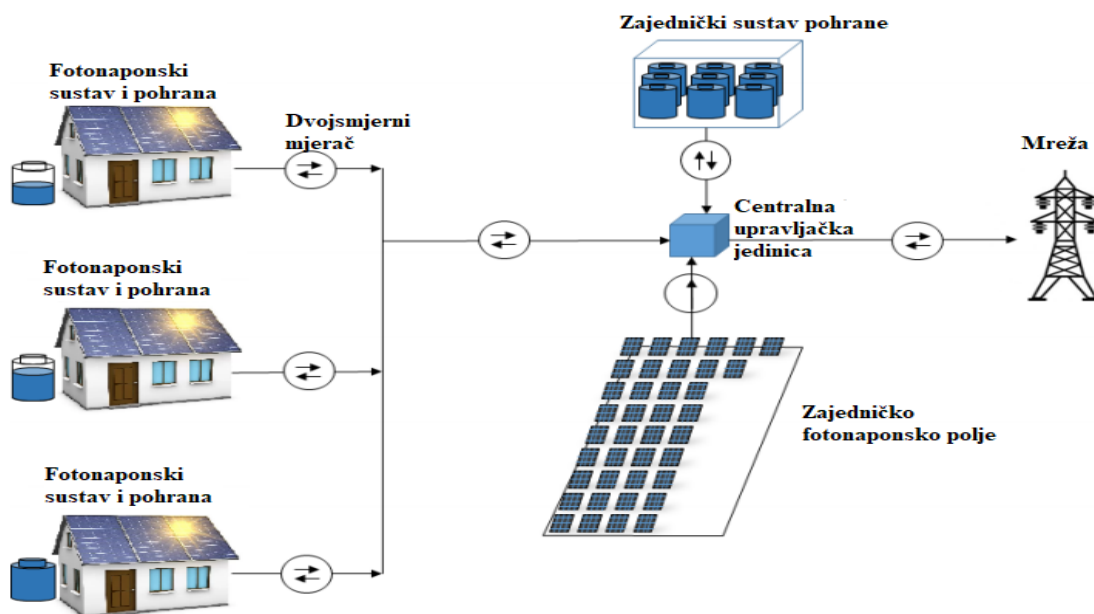 Zajednički sustav pohrane
Fotonaponski
sustav i pohrana
Dvojsmjerni
mjerač
Mreža
Centralna
upravljačka
jedinica
Fotonaponski
sustav i pohrana
Zajedničko
fotonaponsko polje
Fotonaponski
sustav i pohrana